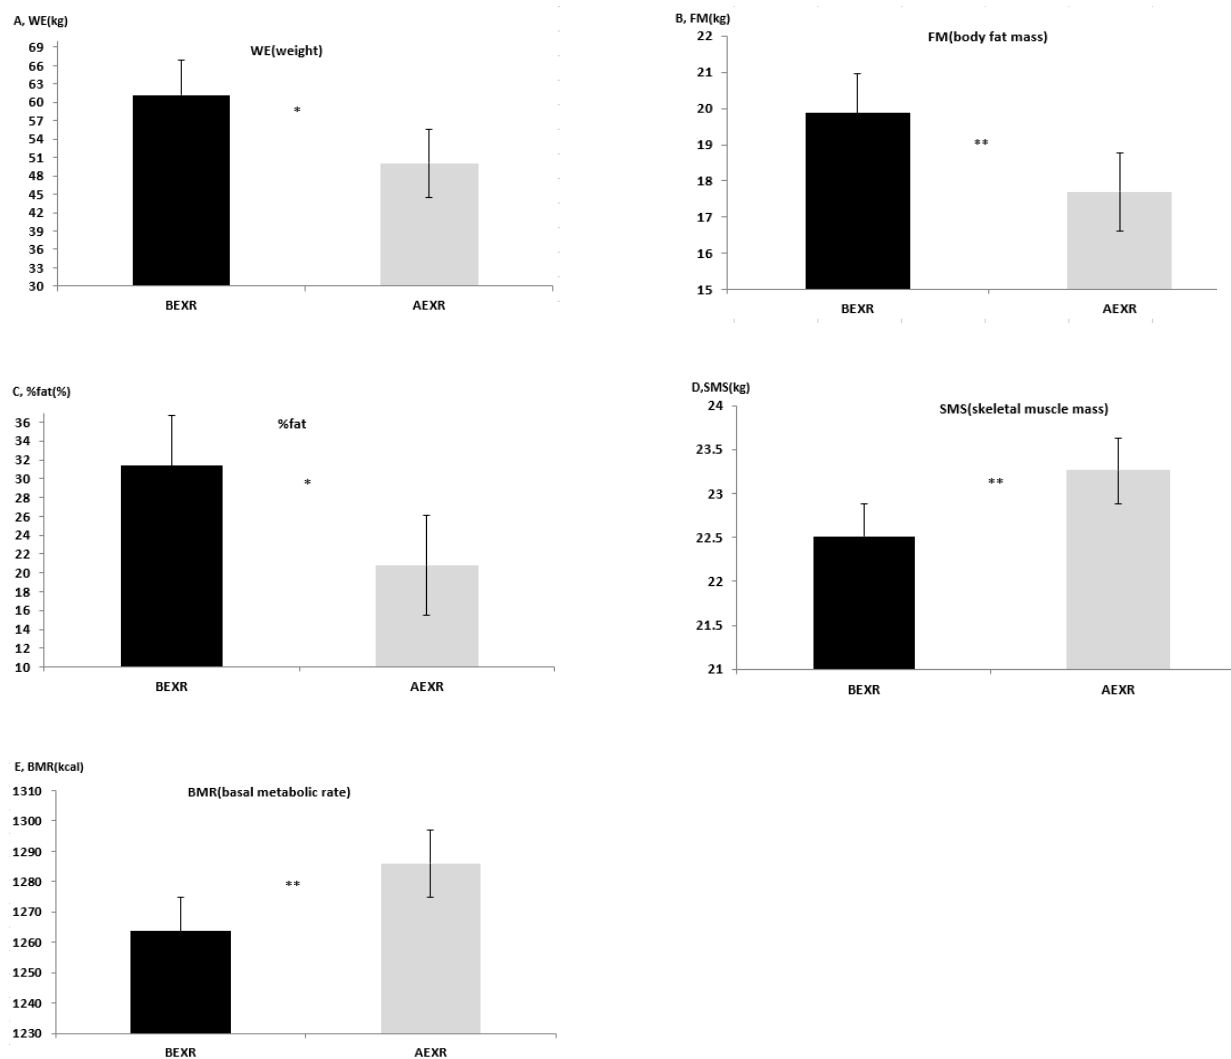 A, WE(kg)
WE(weight)
69
66
63
60
57
54
51
48
45
42
39
36
33
30
*
BEXR
AEXR
B, FM(kg)
FM(body fat mass)
22
21
20
19
18
17
16
15
**
BEXR
AEXR
C, %fat(%)
%fat
36
34
32
30
28
26
24
22
20
18
16
14
12
10
*
BEXR
AEXR
D,SMS(kg)
SMS(skeletal muscle mass)
24
23.5
23
22.5
22
21.5
21
**
BEXR
AEXR
E, BMR(kcal)
BMR(basal metabolic rate)
1310
1300
1290
1280
1270
1260
1250
1240
1230
**
BEXR
AEXR